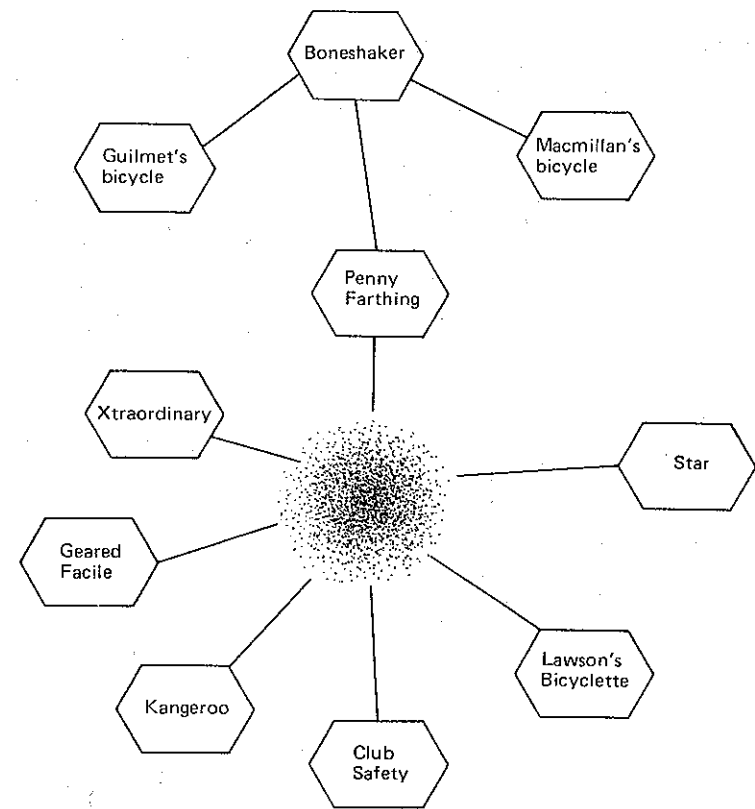 Boneshaker
Guilmet's
bicycle
Macmillan's
bicycle
Penny
Farthing
Xtraordinary
Star
Geared
Facile
Lawson's
Bicyclette
Kangeroo
Club
Safety